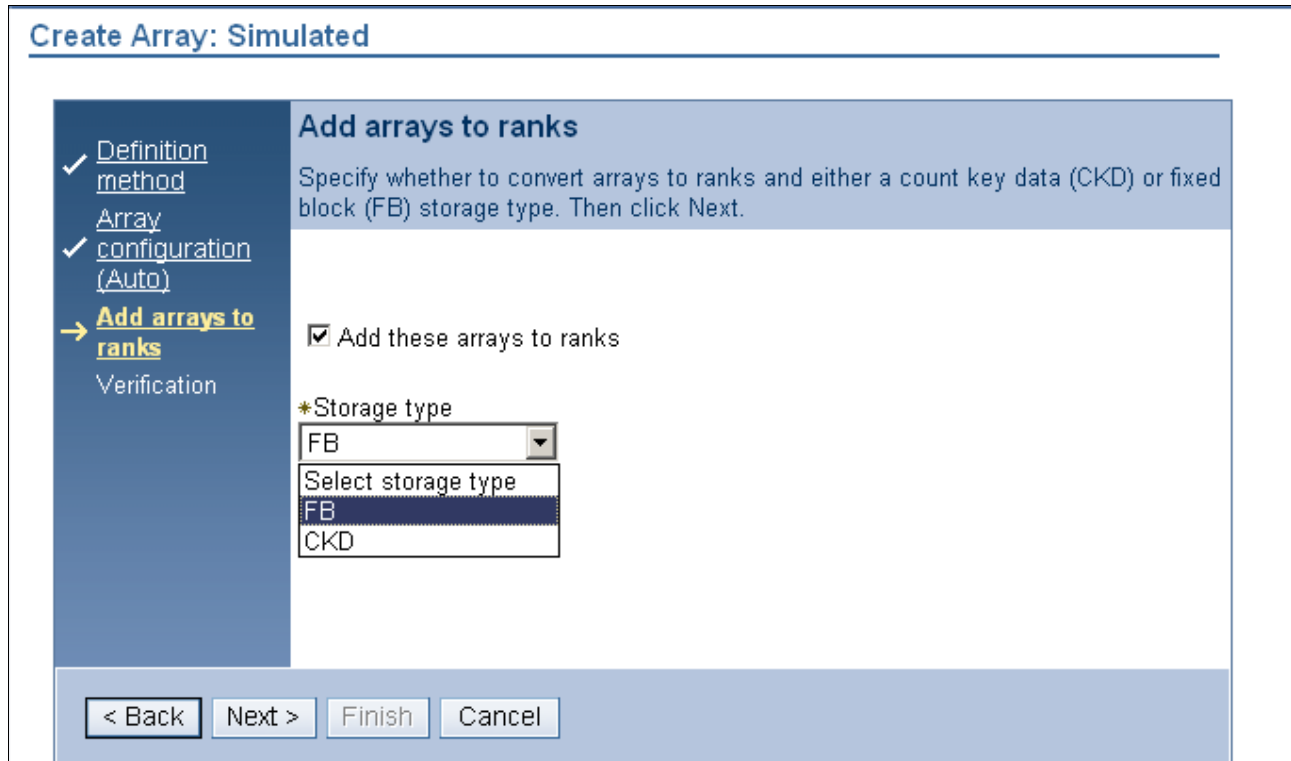 Create Array: Simulated
Definition
method
Array
configuration
(Auto)
Add arrays to
ranks
Verification
Add arrays to ranks
Specify whether to convert arrays to ranks and either a count key data (CKD) or fixed
block (FB) storage type. Then click Next.
Add these arrays to ranks
*Storage type
FB
Select storage type
FB
CKD
< Back
Next >
Finish
Cancel